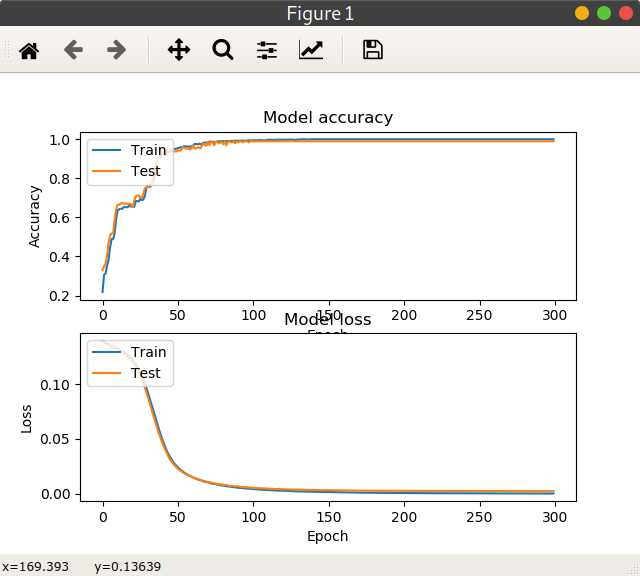 Figure 1
Model accuracy
Train
Test
Accuracy
1.0
0.8
0.6
0.4
0.2
0 50 100 150 200 250 300
Epoch
Model loss
Train
Test
Loss
0.10
0.05
0.00
0 50 100 150 200 250 300
Epoch
x=169.393 y=0.13639